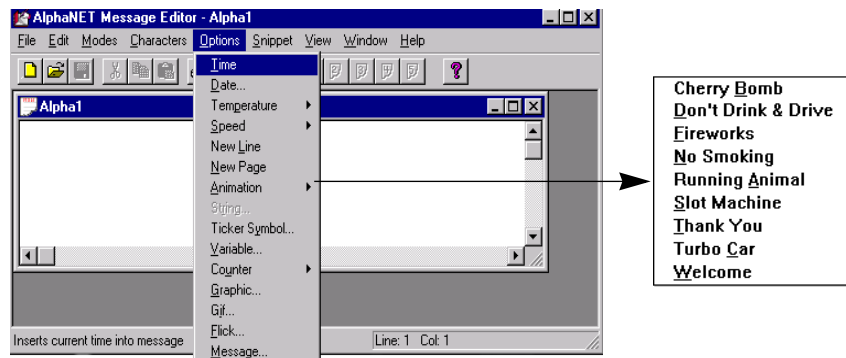 AlphaNET Message Editor - Alpha1
File Edit Modes Characters Options Snippet View Window Help
Alpha1
Time
Date...
Temperature
Speed
New Line
New Page
Animation
String...
Ticker Symbol...
Variable...
Counter
Graphic...
Gif...
Flick...
Message...
Cherry Bomb
Don't Drink & Drive
Fireworks
No Smoking
Running Animal
Slot Machine
Thank You
Turbo Car
Welcome
Inserts current time into message
Line: 1 Col: 1